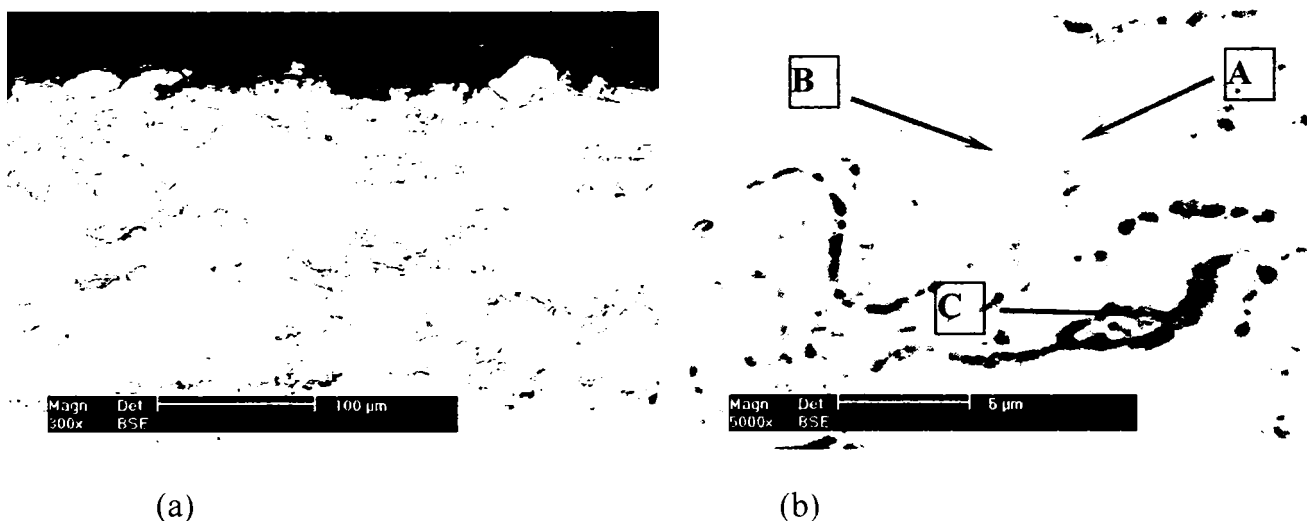 B
A
C
Magn Det 100 µm
300x BSE
Magn Det 5 µm
5000x BSE
(a)
(b)